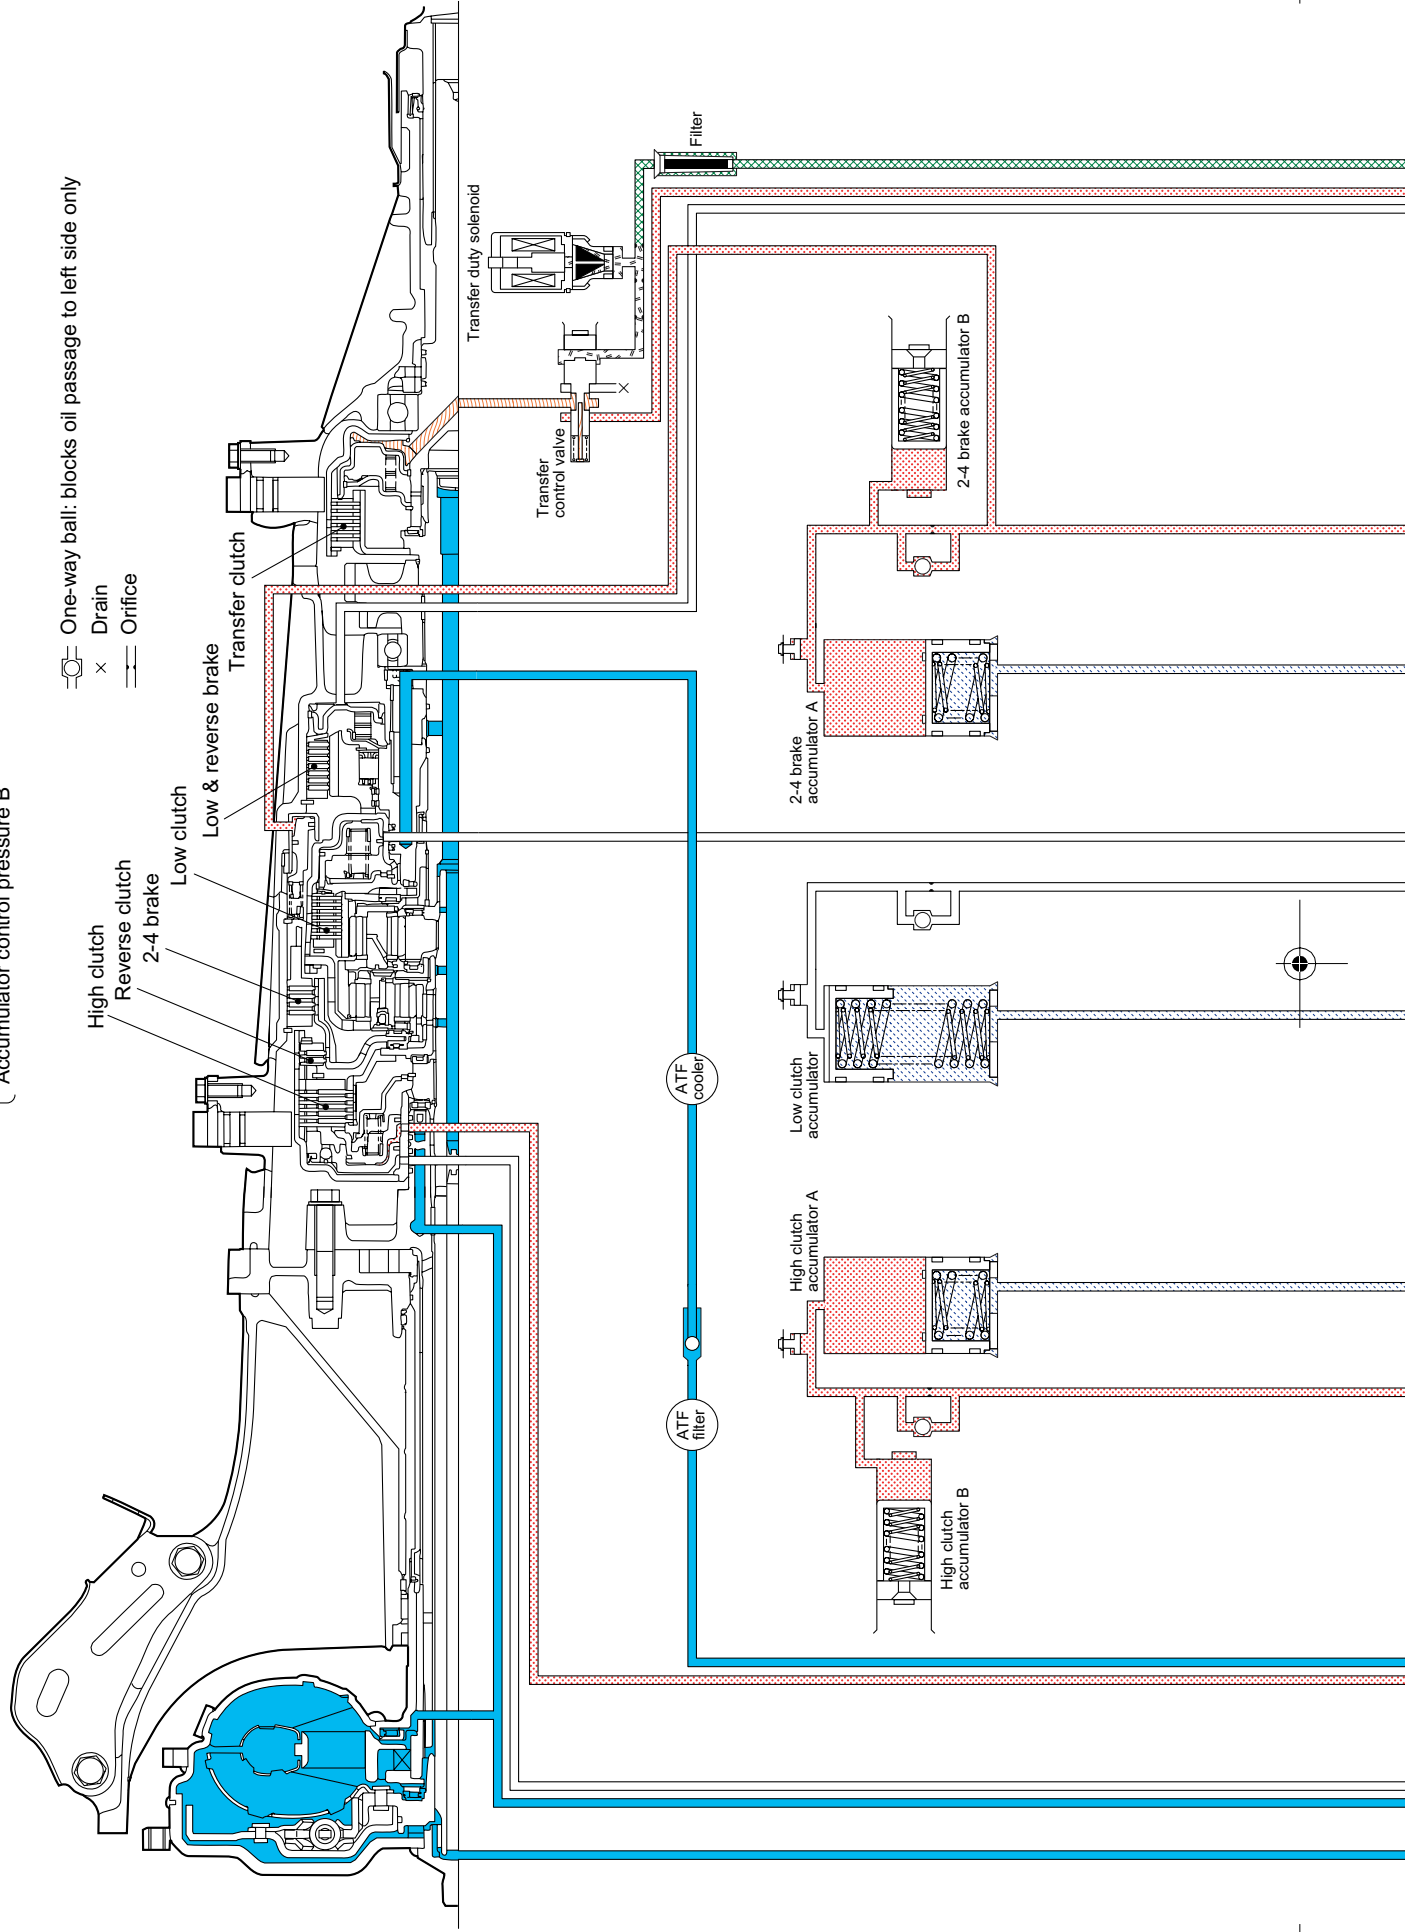 Accumulator control pressure B
One-way ball: blocks oil passage to left side only
Drain
Orifice
High clutch
Reverse clutch
2-4 brake
Low clutch
Low & reverse brake
Transfer clutch
Transfer duty solenoid
Filter
Transfer
control valve
2-4 brake accumulator B
2-4 brake
accumulator A
ATF
cooler
Low clutch
accumulator
High clutch
accumulator A
ATF
filter
High clutch
accumulator B